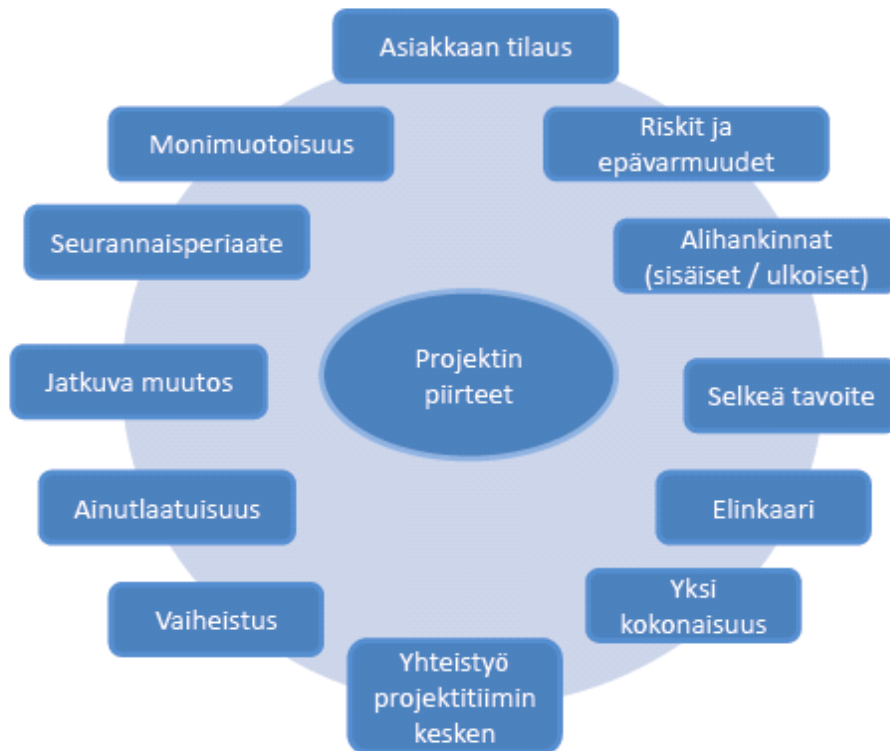 Asiakkaan tilaus
Riskit ja
epävarmuudet
Alihankinnat
(sisäiset / ulkoiset)
Selkeä tavoite
Elinkaari
Yksi
kokonaisuus
Yhteistyö
projektitiimin
kesken
Vaiheistus
Ainutlaatuisuus
Jatkuva muutos
Seurannaisperiaate
Monimuotoisuus
Projektin
piirteet